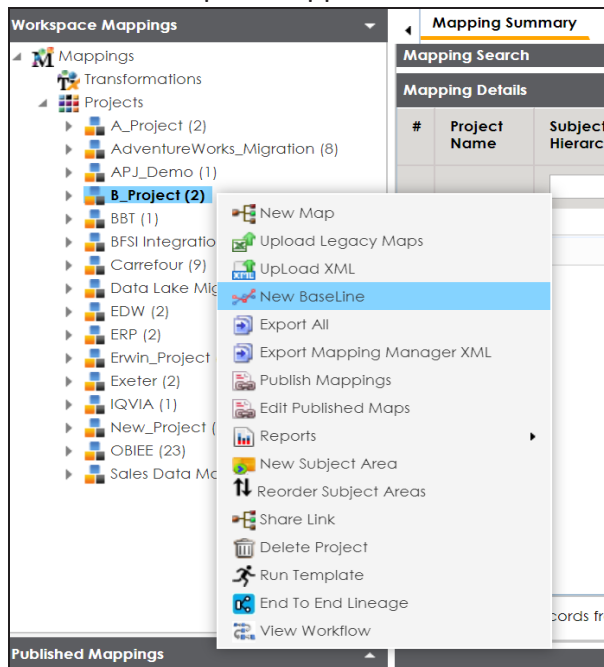 Workspace Mappings
Mapping Summary
Mappings
Transformations
Projects
A_Project (2)
AdventureWorks_Migration (8)
APJ_Demo (1)
B_Project (2)
BBT (1)
BFSI Integratio
Carrefour (9)
Data Lake Mig
EDW (2)
ERP (2)
Erwin_Project
Exeter (2)
IQVIA (1)
New_Project (
OBIEE (23)
Sales Data Ma
Mapping Search
Mapping Details
# Project Name Subject Hierarc
New Map
Upload Legacy Maps
UpLoad XML
New BaseLine
Export All
Export Mapping Manager XML
Publish Mappings
Edit Published Maps
Reports
New Subject Area
Reorder Subject Areas
Share Link
Delete Project
Run Template
End To End Lineage
View Workflow
cords fr
Published Mappings